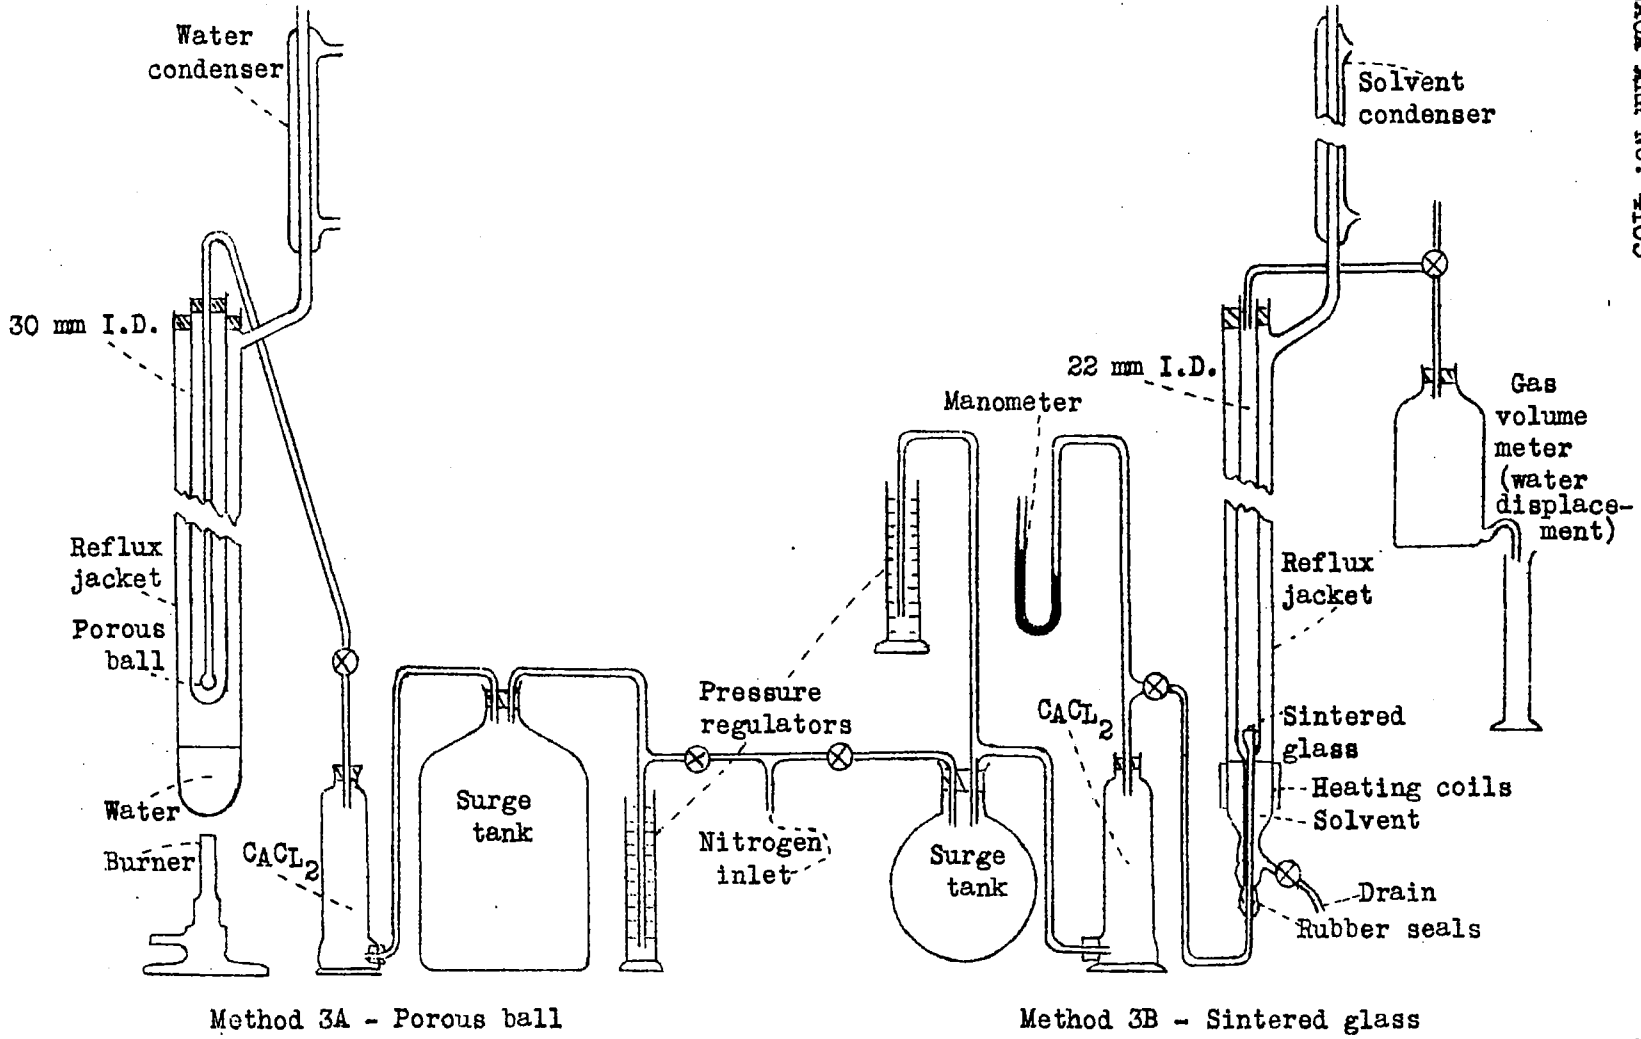 Water
condenser
30 mm I.D.
Reflux
jacket
Porous
ball
Water
Burner
CACL2
Surge
tank
Pressure
regulators
Nitrogen
inlet
Method 3A - Porous ball
Solvent
condenser
22 mm I.D.
Manometer
Gas
volume
meter
(water
displace-
ment)
Reflux
jacket
CACL2
Sintered
glass
Heating coils
Solvent
Surge
tank
Drain
Rubber seals
Method 3B - Sintered glass